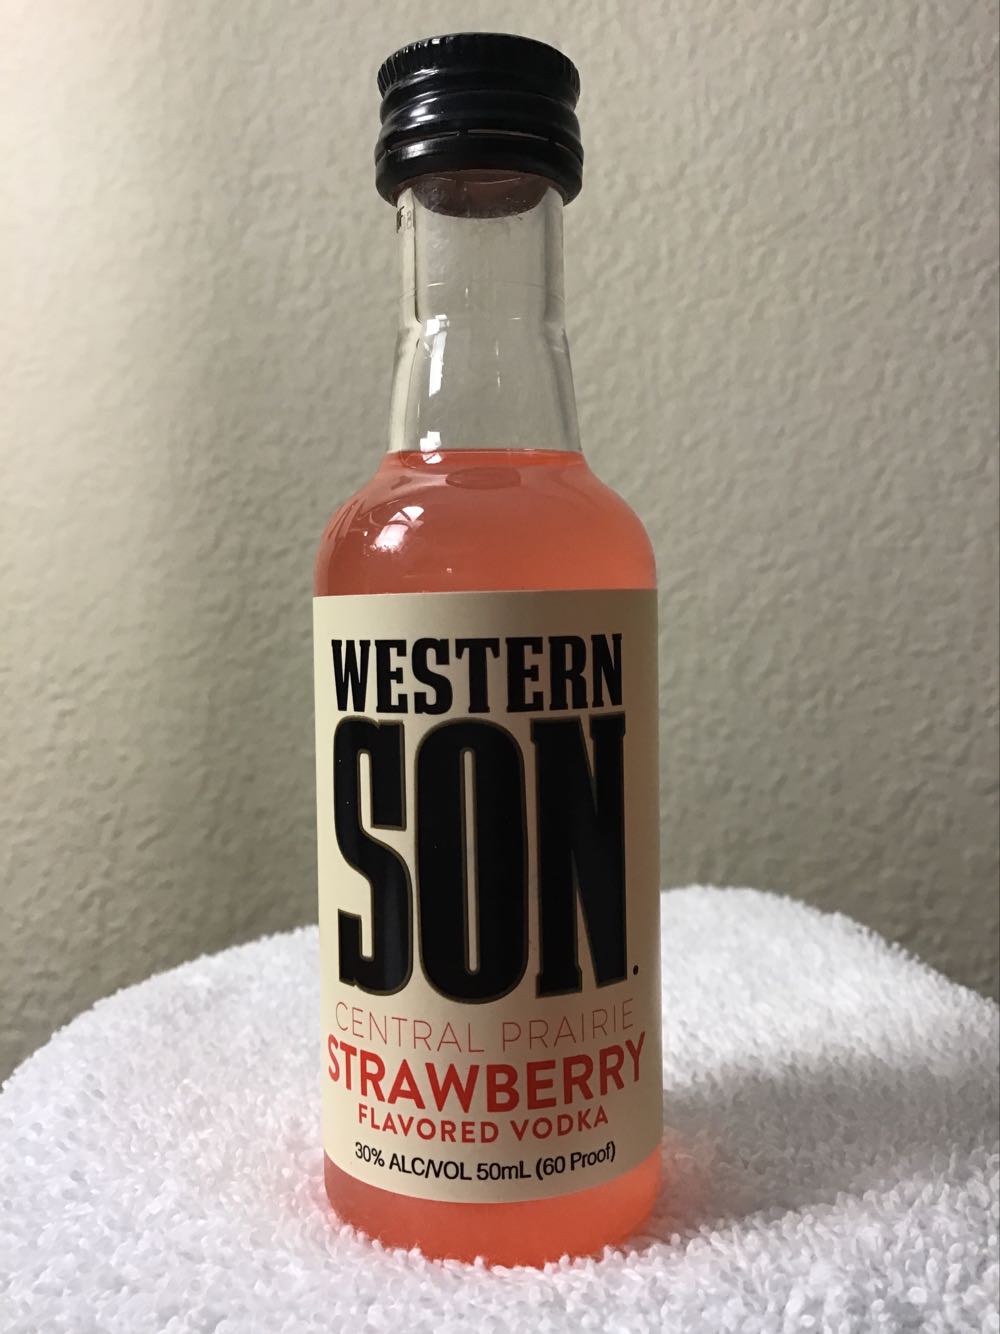 WESTERN
SON.
CENTRAL PRAIRIE
STRAWBERRY
FLAVORED VODKA
30% ALC/VOL 50mL (60 Proof)